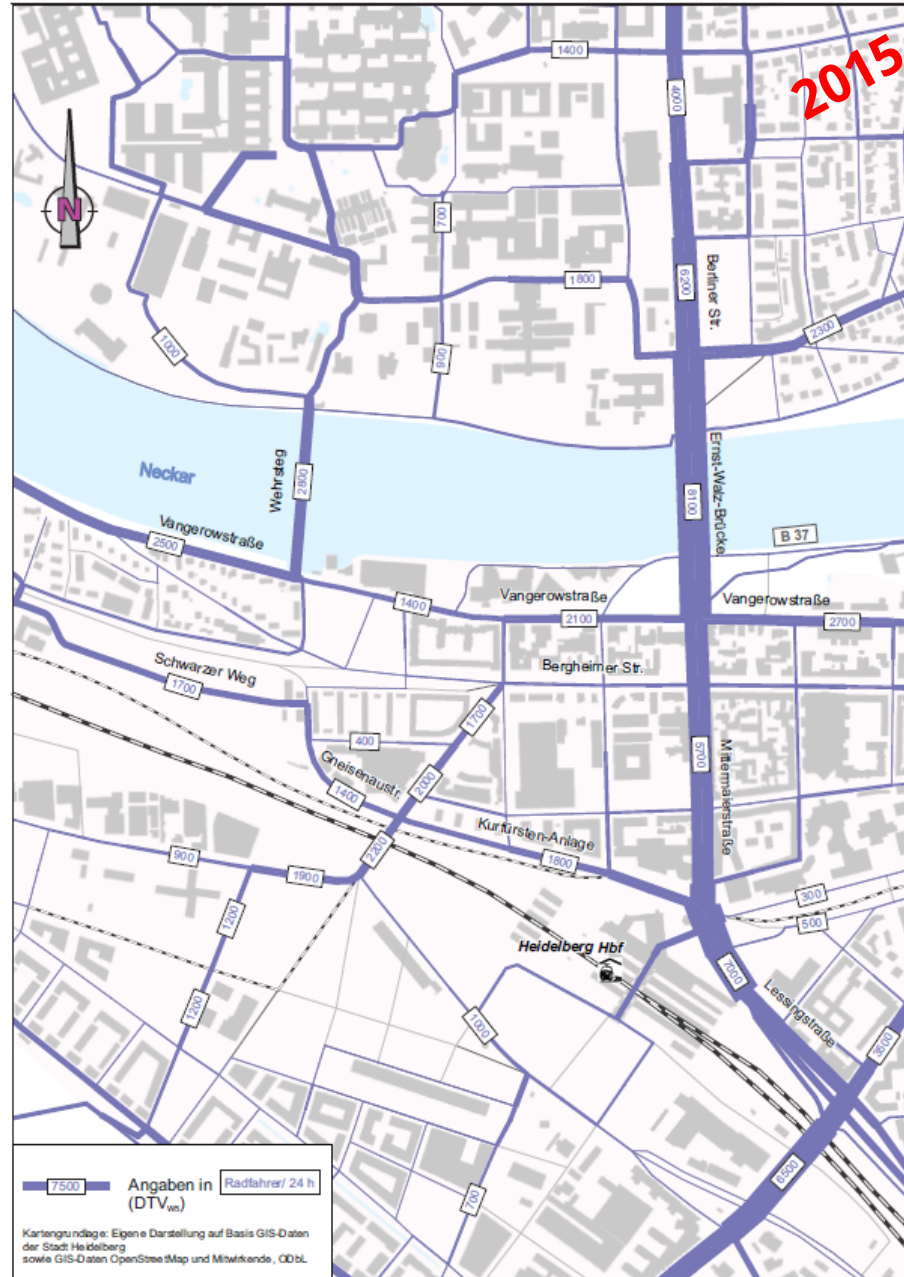 2015
1400
4000
N
700
Berliner Str.
1800
6200
2300
1000
900
Neckar
Wehrsteg
2800
Ernst-Walz-Brücke
8100
B 37
Vangerowstraße
2500
1400
Vangerowstraße
2100
Vangerowstraße
2700
Schwarzer Weg
1700
Bergheimer Str.
1700
400
Gneisenaustr.
1400
2000
5700
Mittermaierstraße
Kurfürsten-Anlage
1800
2200
900
1900
1200
300
500
Heidelberg Hbf
7000
Lessingstraße
1200
1000
3500
700
6500
7500
Angaben in
(DTVw5)
Radfahrer/ 24 h
Kartengrundlage: Eigene Darstellung auf Basis GIS-Daten
der Stadt Heidelberg
sowie GIS-Daten OpenStreetMap und Mitwirkende, ODbL